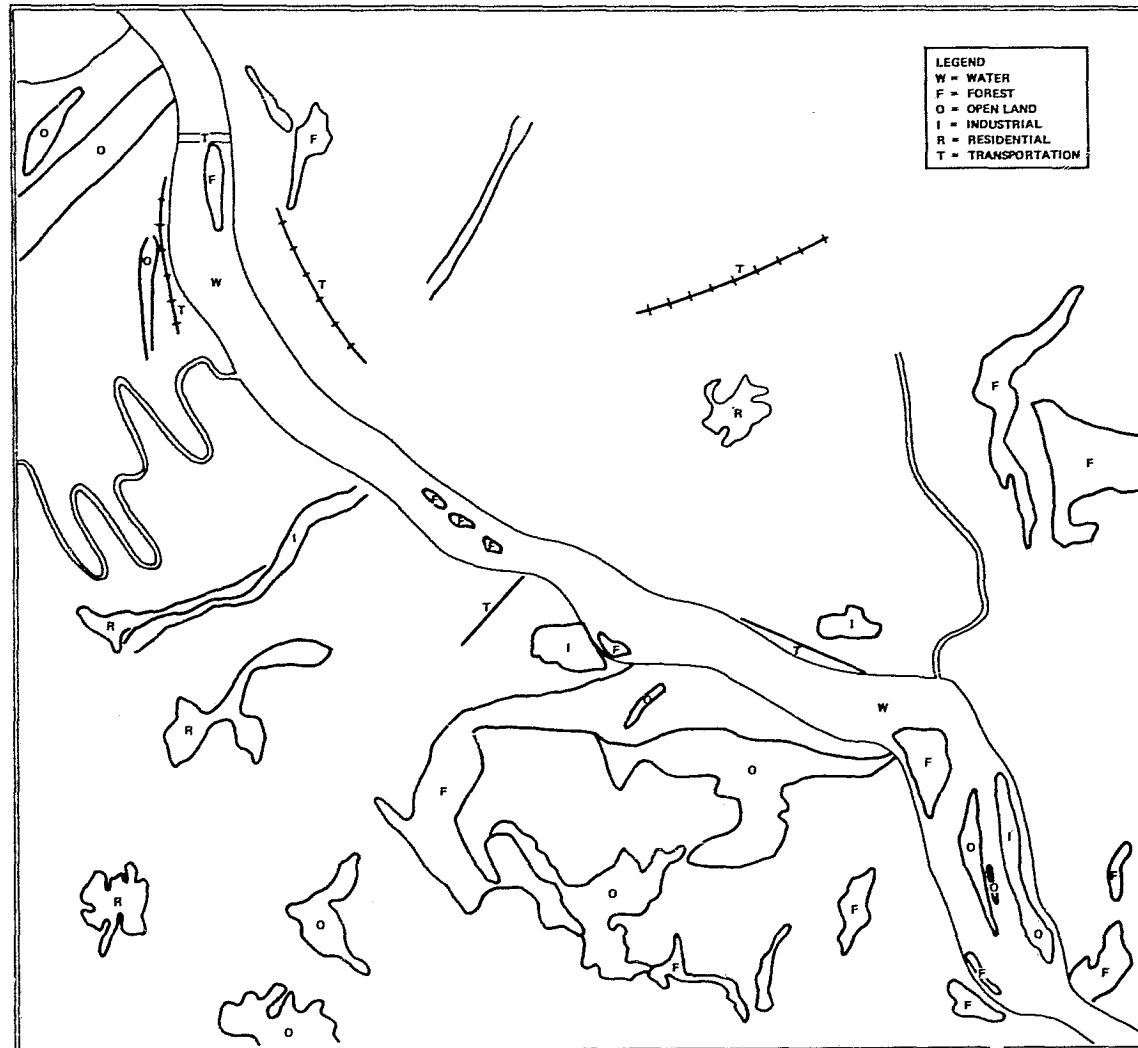 LEGEND
W = WATER
F = FOREST
O = OPEN LAND
I = INDUSTRIAL
R = RESIDENTIAL
T = TRANSPORTATION
O
O
T
F
F
O
W
T
T
T
R
F
F
F
F
F
I
R
T
I
F
I
T
R
O
W
F
F
O
O
I
R
O
O
F
F
O
O
F
F
F
F
O